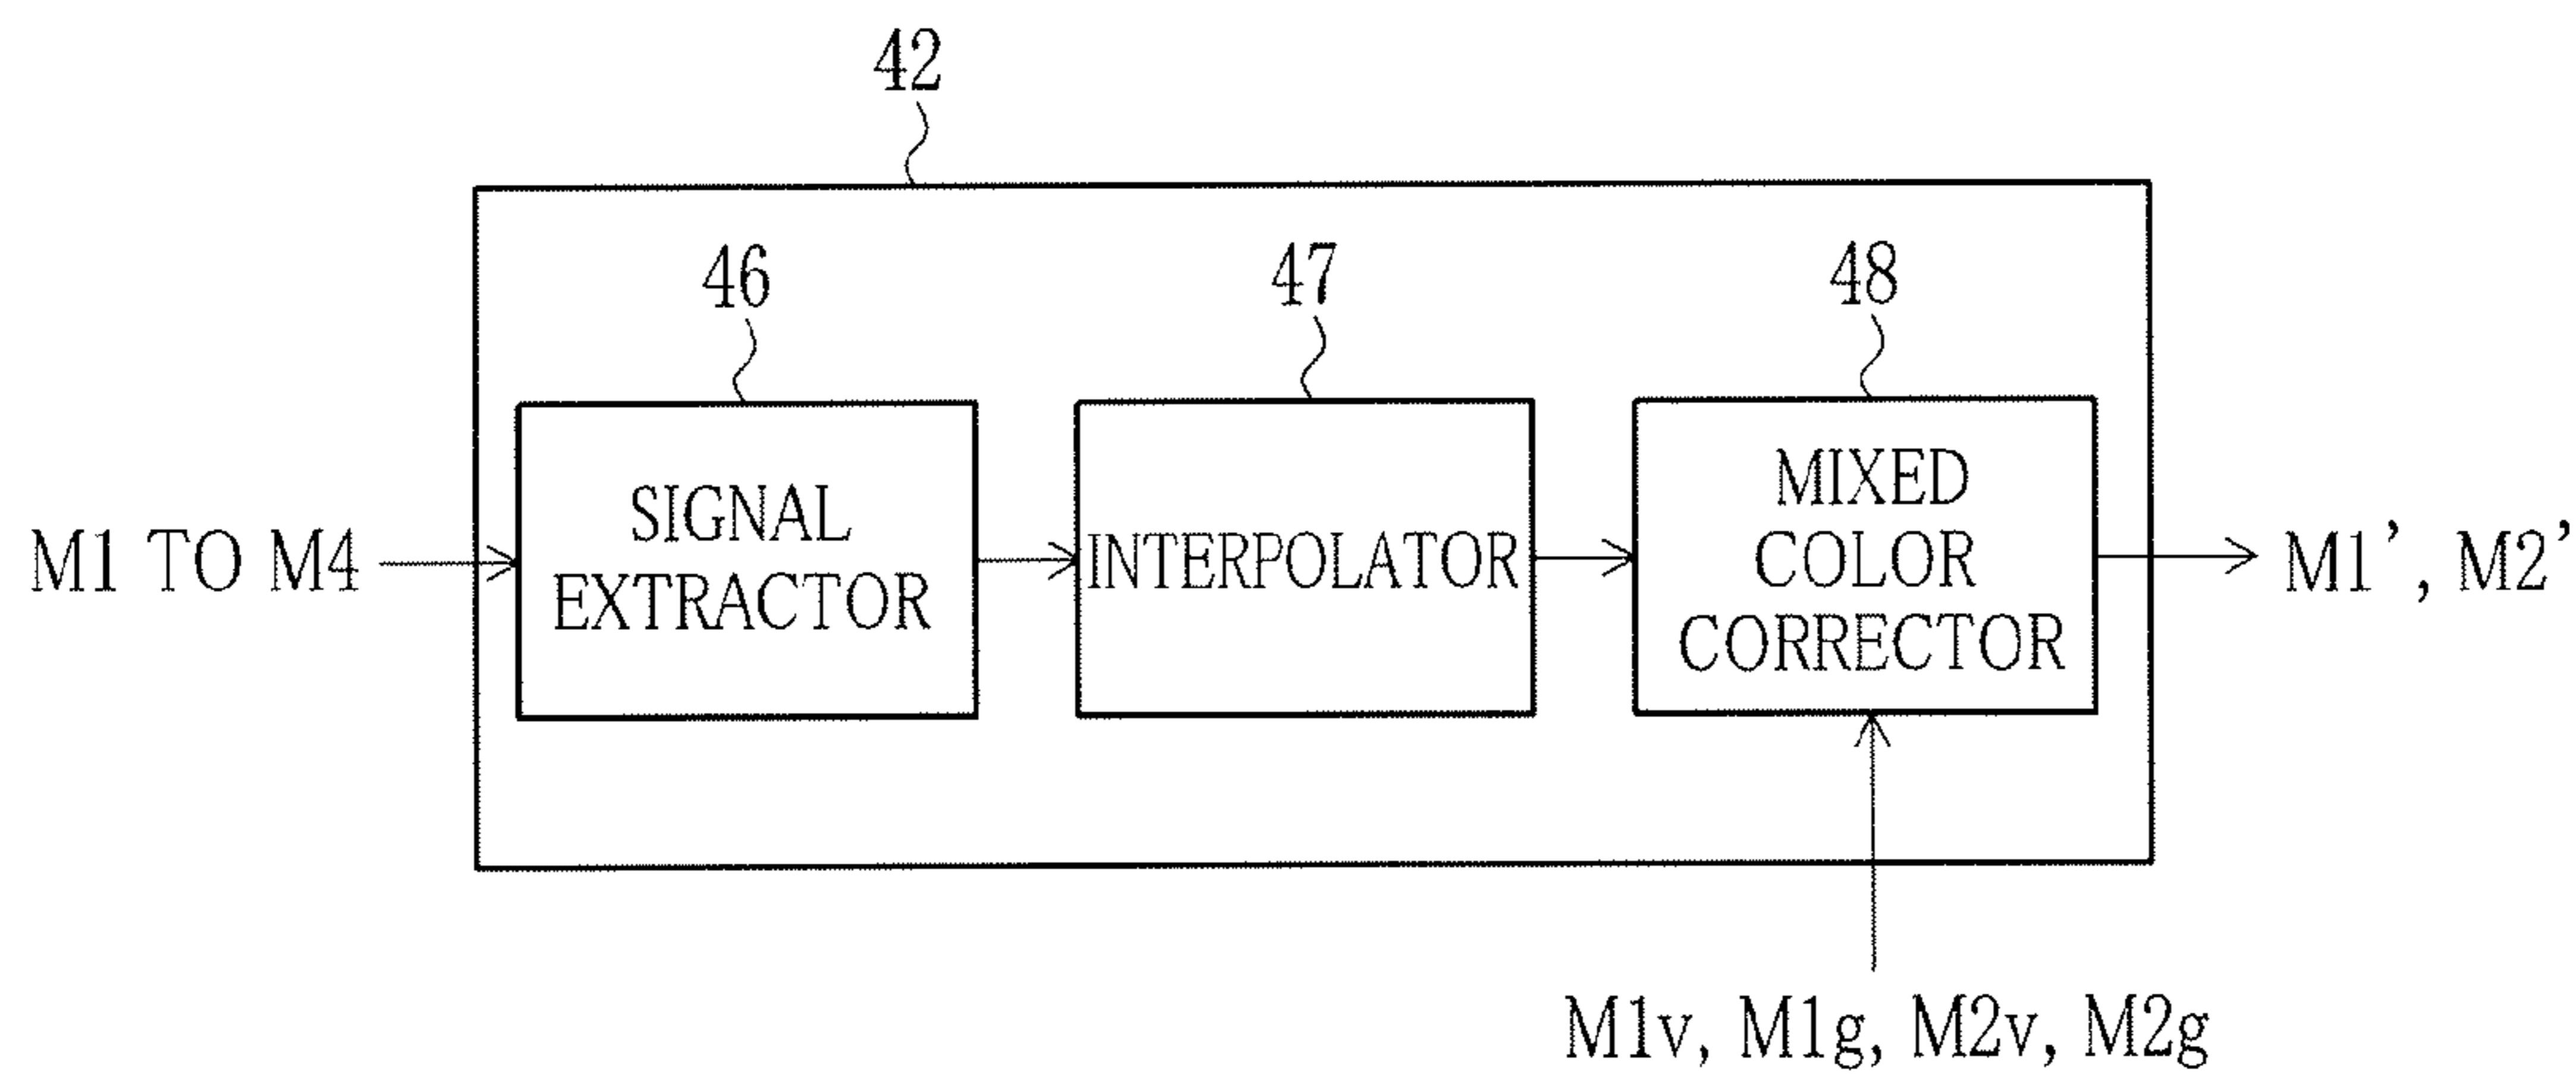 42
46
47
48
M1 TO M4
SIGNAL
EXTRACTOR
INTERPOLATOR
MIXED
COLOR
CORRECTOR
M1’, M2’
M1v, M1g, M2v, M2g